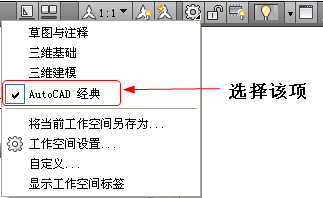 1:1
草图与注释
三维基础
三维建模
AutoCAD 经典
选择该项
将当前工作空间另存为...
工作空间设置...
自定义...
显示工作空间标签